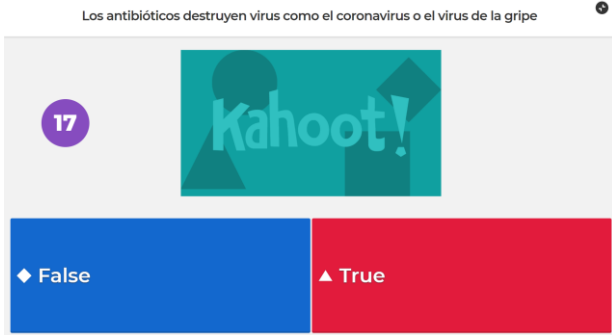 Los antibióticos destruyen virus como el coronavirus o el virus de la gripe
17
Kahoot!
False
True